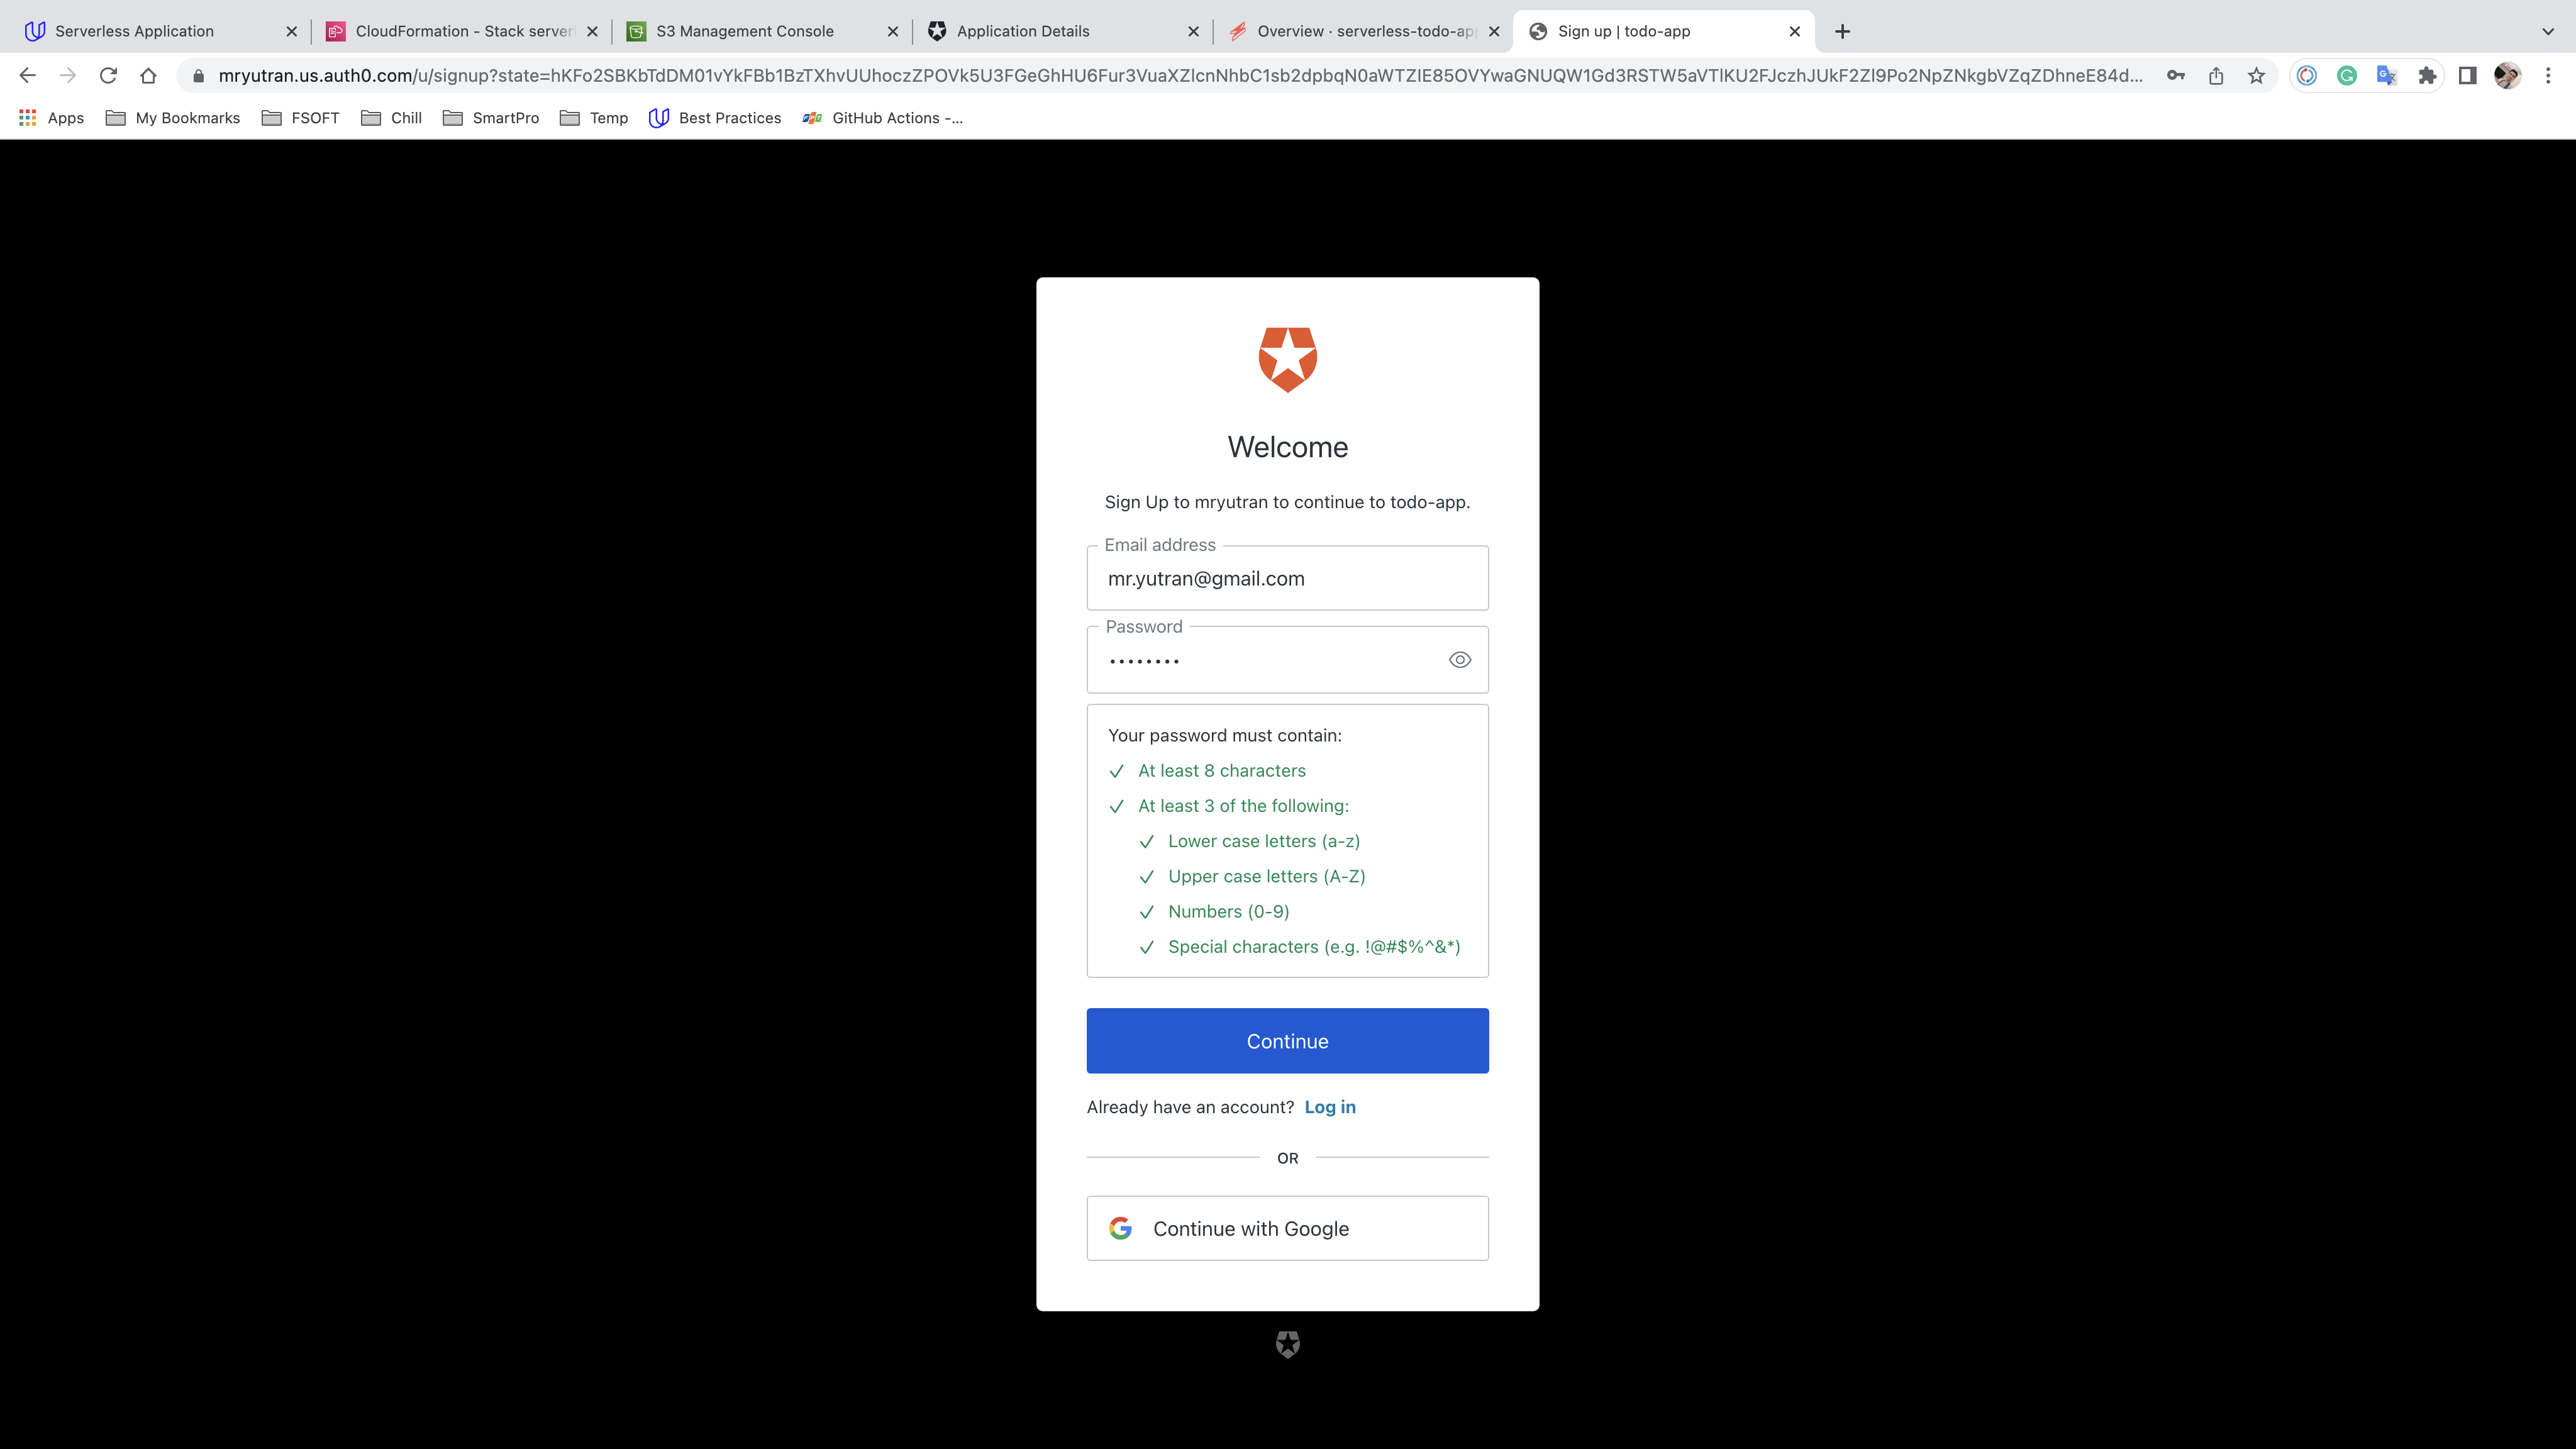 Serverless Application
CloudFormation - Stack server
S3 Management Console
Application Details
Overview · serverless-todo-app
Sign up | todo-app
mryutran.us.auth0.com/u/signup?state=
Apps
My Bookmarks
FSOFT
Chill
SmartPro
Temp
Best Practices
GitHub Actions -...
Welcome
Sign Up to mryutran to continue to todo-app.
Email address
mr.yutran@gmail.com
Password
••••••••
Your password must contain:
At least 8 characters
At least 3 of the following:
Lower case letters (a-z)
Upper case letters (A-Z)
Numbers (0-9)
Special characters (e.g. !@#$%^&*)
Continue
Already have an account? Log in
OR
Continue with Google